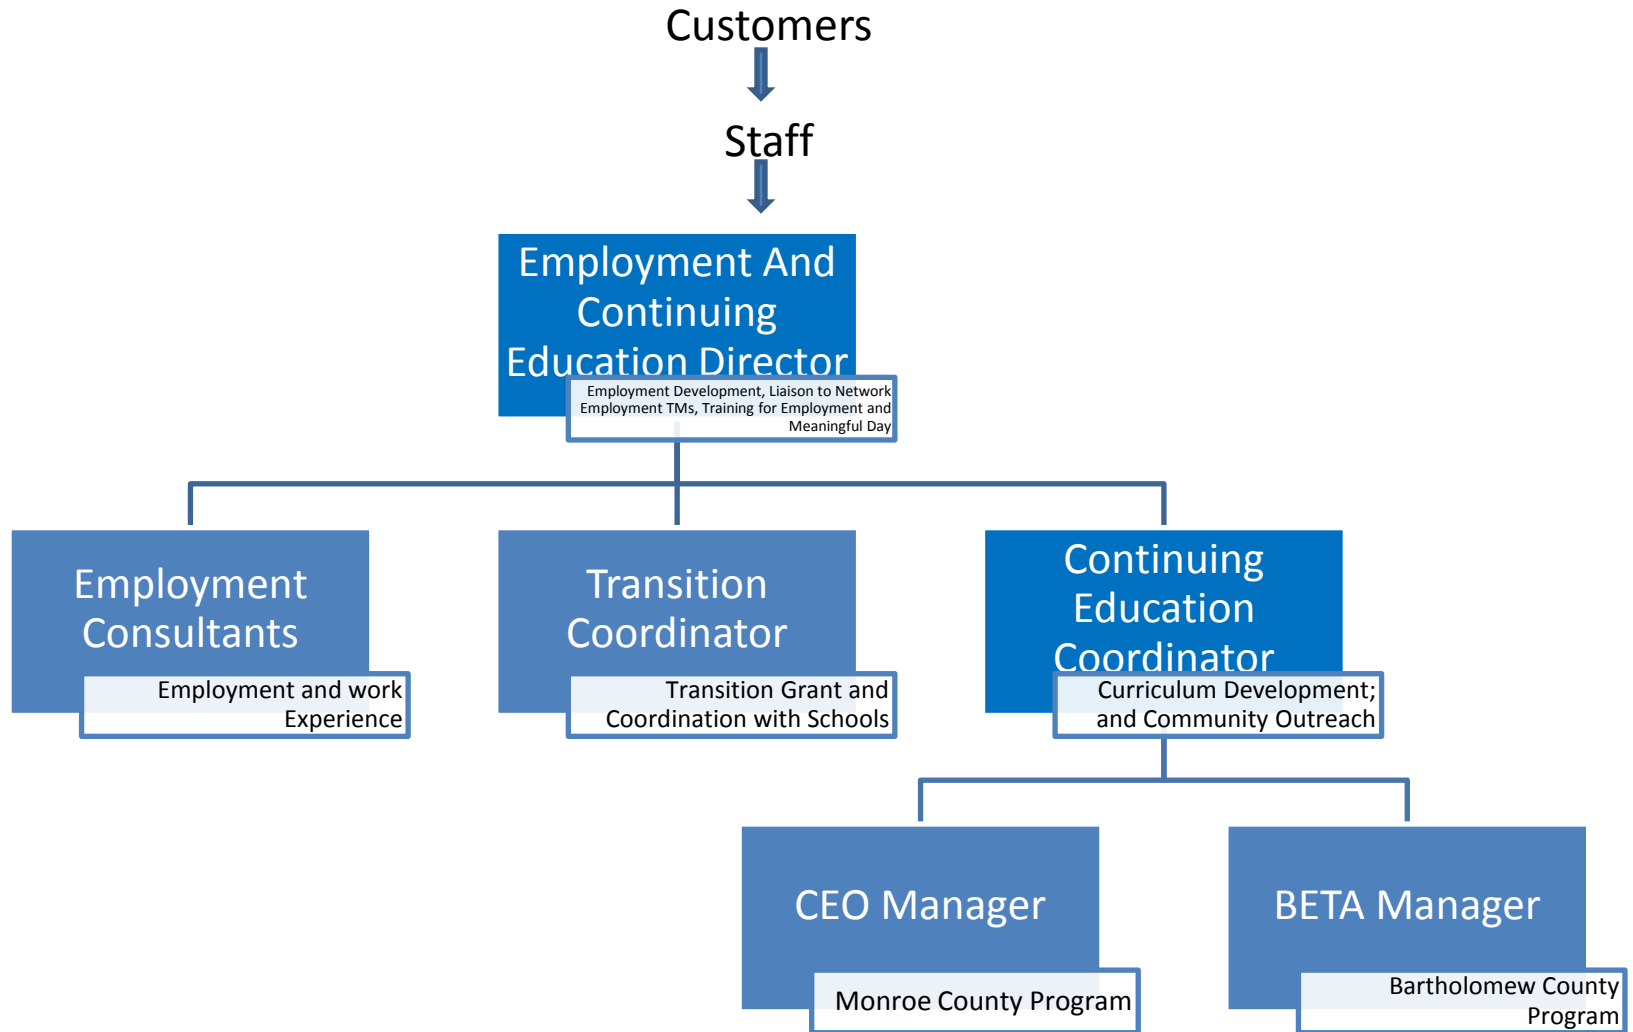 Customers
Staff
Employment And
Continuing
Education Director
Employment Development, Liaison to Network
Employment TMs, Training for Employment and
Meaningful Day
Employment
Consultants
Employment and work
Experience
Transition
Coordinator
Transition Grant and
Coordination with Schools
Continuing
Education
Coordinator
Curriculum Development;
and Community Outreach
CEO Manager
Monroe County Program
BETA Manager
Bartholomew County
Program